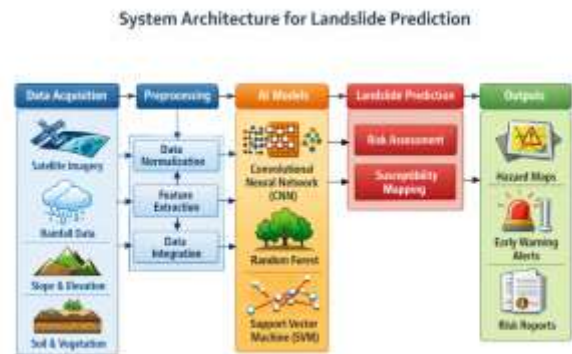 System Architecture for Landslide Prediction
Data Acquisition
Preprocessing
AI Models
Landslide Prediction
Outputs
Satellite Imagery
Rainfall Data
Slope & Elevation
Soil & Vegetation
Data
Normalization
Feature
Extraction
Data
Integration
Convolutional
Neural Network
(CNN)
Random Forest
Support Vector
Machine (SVM)
Risk Assessment
Susceptibility
Mapping
Hazard Maps
Early Warning
Alerts
Risk Reports